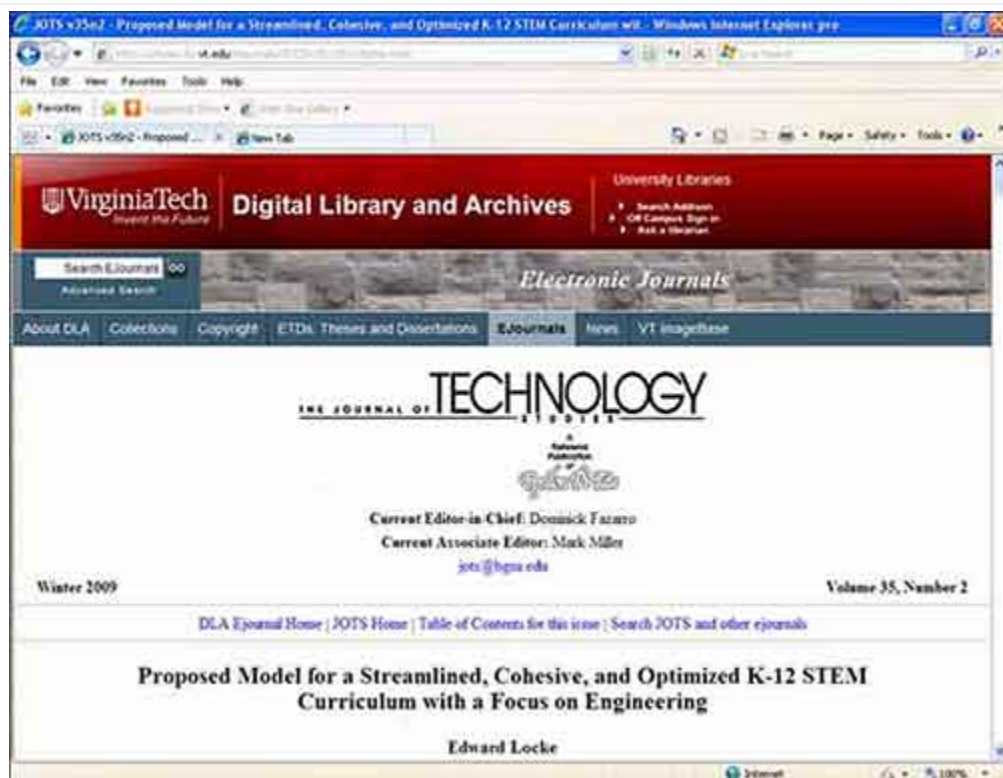 JOTS v35n2 - Proposed Model for a Streamlined, Cohesive, and Optimized K-12 STEM Curriculum wit - Windows Internet Explorer pro
vt.edu
File Edit View Favorites Tools Help
Favorites
JOTS v35n2 - Proposed ... New Tab
Page Safety Tools
VirginiaTech
Invent the Future
Digital Library and Archives
University Libraries
Search Addison
Off Campus Sign in
Ask a librarian
Search EJournals GO
Advanced Search
Electronic Journals
About DLA Collections Copyright ETDs: Theses and Dissertations EJournals News VT ImageBase
THE JOURNAL OF TECHNOLOGY
STUDIES
A
Refereed
Publication
of
Current Editor-in-Chief: Dominick Fazarro
Current Associate Editor: Mark Miller
jots@bgsu.edu
Winter 2009 Volume 35, Number 2
DLA Ejournal Home | JOTS Home | Table of Contents for this issue | Search JOTS and other ejournals
Proposed Model for a Streamlined, Cohesive, and Optimized K-12 STEM
Curriculum with a Focus on Engineering
Edward Locke
Internet 100%